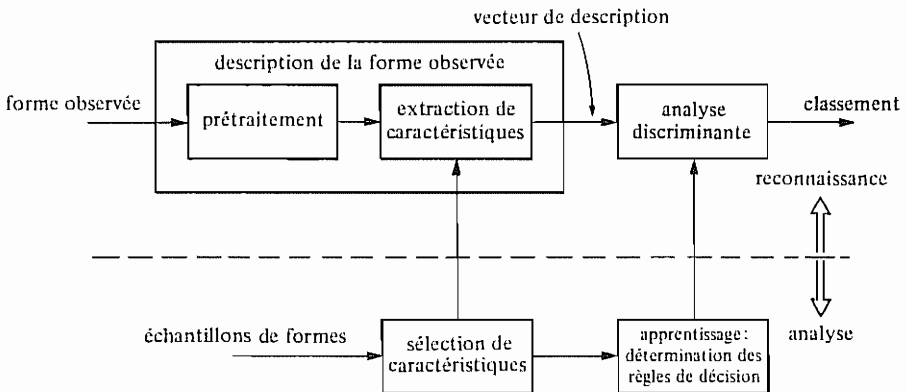 vecteur de description
description de la forme observée
forme observée
prétraitement
extraction de
caractéristiques
analyse
discriminante
classement
reconnaissance
analyse
échantillons de formes
sélection de
caractéristiques
apprentissage:
détermination des
règles de décision